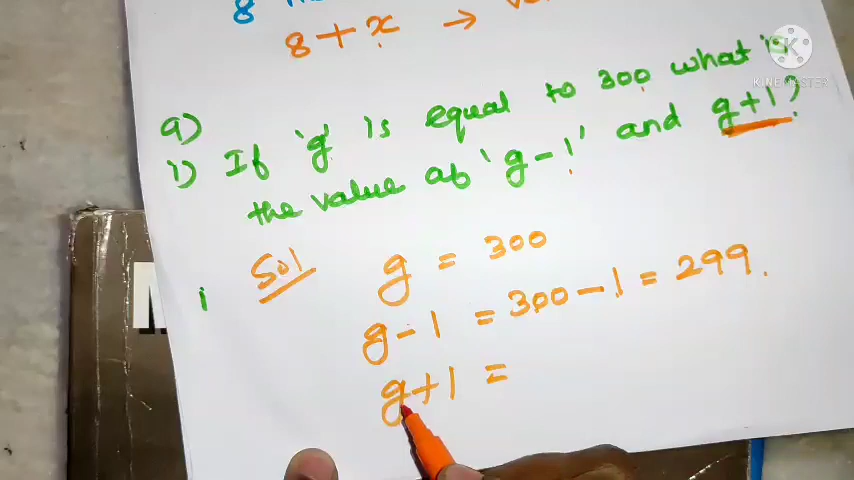 8
8 + x →
K
KINEMASTER
Q)
i) If 'g' is equal to 300 what is
the value of 'g-1' and g+1?
i Sol g = 300
g-1 = 300-1 = 299.
g+1 =
M